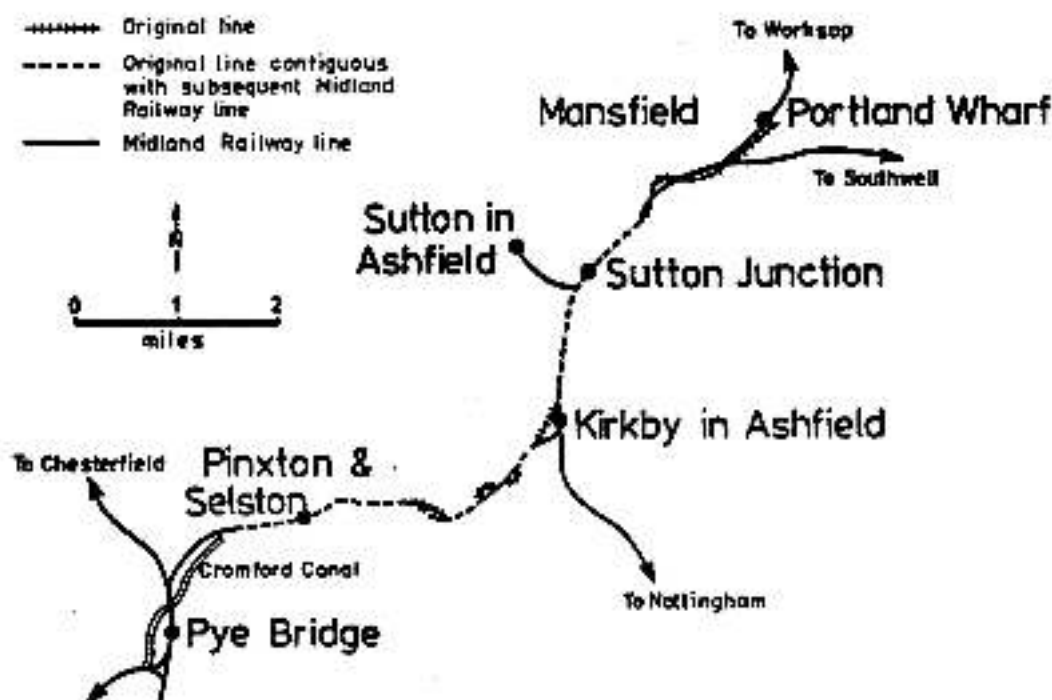 Original line
Original line contiguous
with subsequent Midland
Railway line
Midland Railway line
N
0 1 2
miles
To Worksop
Mansfield
Portland Wharf
To Southwell
Sutton in
Ashfield
Sutton Junction
Kirkby in Ashfield
To Chesterfield
Pinxton &
Selston
Cromford Canal
To Nottingham
Pye Bridge